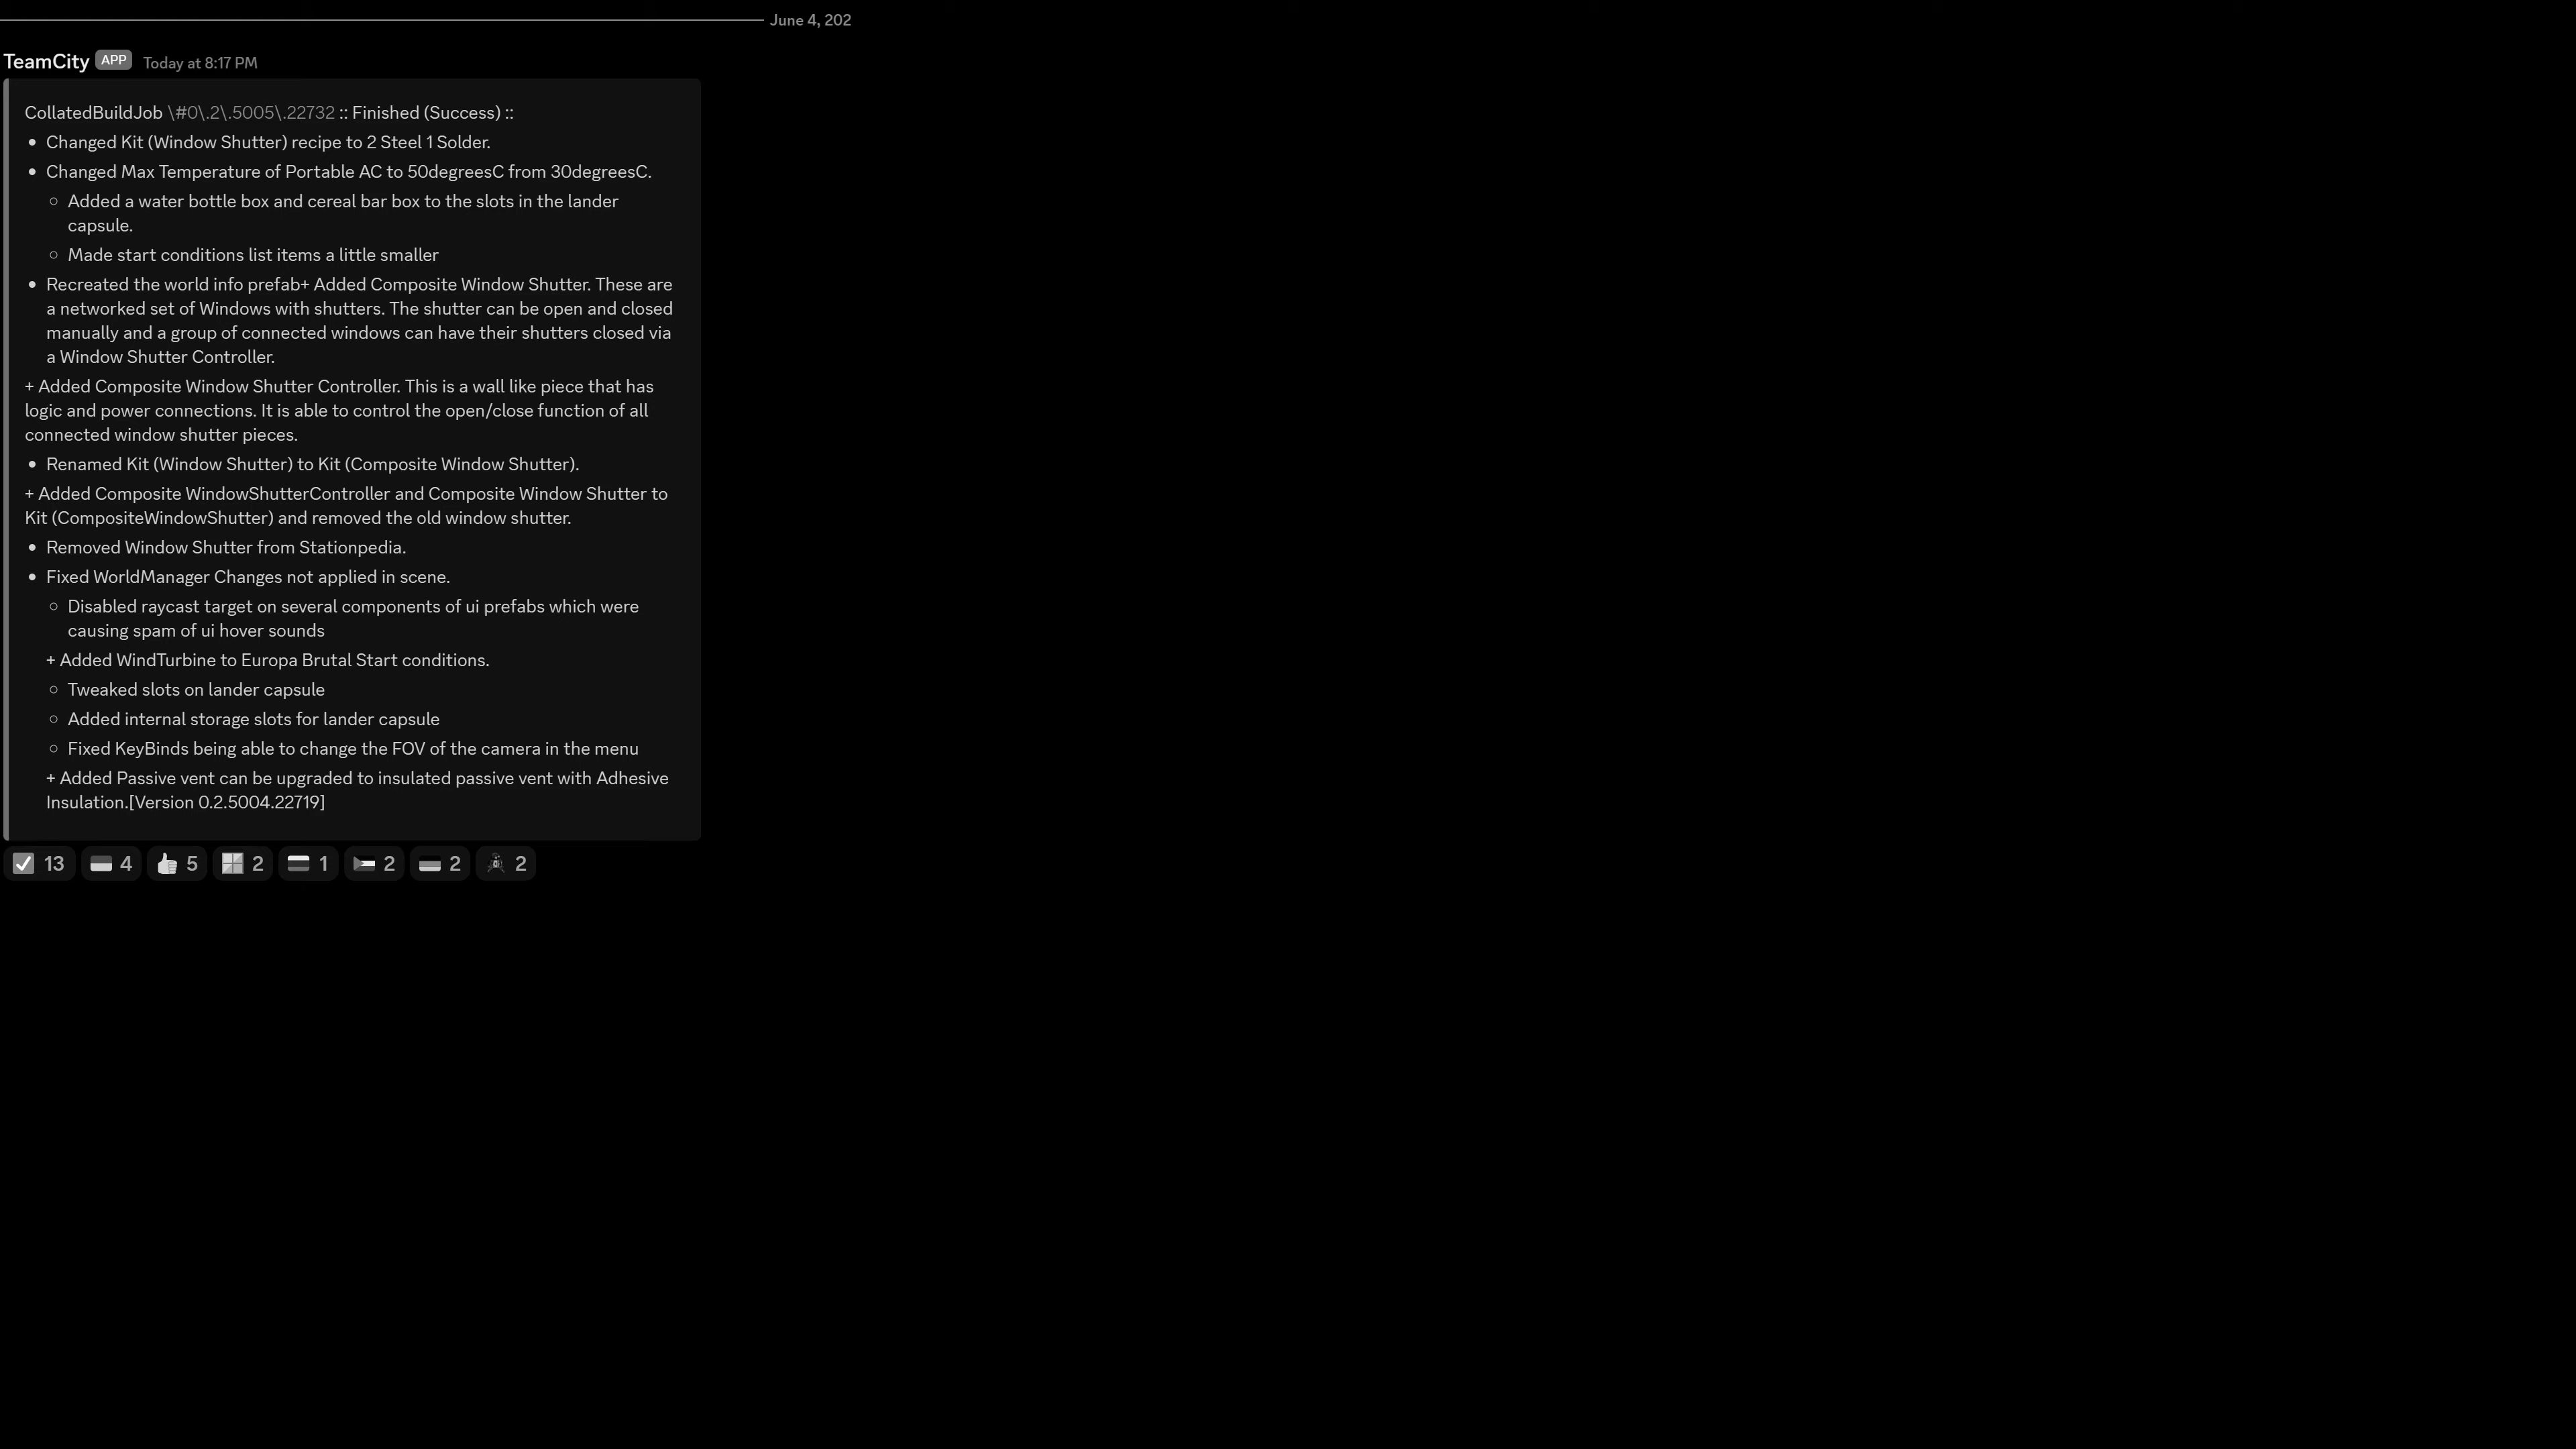 June 4, 202
TeamCity APP Today at 8:17 PM
CollatedBuildJob \#0\.2\.5005\.22732 :: Finished (Success) ::
• Changed Kit (Window Shutter) recipe to 2 Steel 1 Solder.
• Changed Max Temperature of Portable AC to 50degreesC from 30degreesC.
◦ Added a water bottle box and cereal bar box to the slots in the lander
capsule.
◦ Made start conditions list items a little smaller
• Recreated the world info prefab+ Added Composite Window Shutter. These are
a networked set of Windows with shutters. The shutter can be open and closed
manually and a group of connected windows can have their shutters closed via
a Window Shutter Controller.
+ Added Composite Window Shutter Controller. This is a wall like piece that has
logic and power connections. It is able to control the open/close function of all
connected window shutter pieces.
• Renamed Kit (Window Shutter) to Kit (Composite Window Shutter).
+ Added Composite WindowShutterController and Composite Window Shutter to
Kit (CompositeWindowShutter) and removed the old window shutter.
• Removed Window Shutter from Stationpedia.
• Fixed WorldManager Changes not applied in scene.
◦ Disabled raycast target on several components of ui prefabs which were
causing spam of ui hover sounds
+ Added WindTurbine to Europa Brutal Start conditions.
◦ Tweaked slots on lander capsule
◦ Added internal storage slots for lander capsule
◦ Fixed KeyBinds being able to change the FOV of the camera in the menu
+ Added Passive vent can be upgraded to insulated passive vent with Adhesive
Insulation.[Version 0.2.5004.22719]
13 4 5 2 1 2 2 2